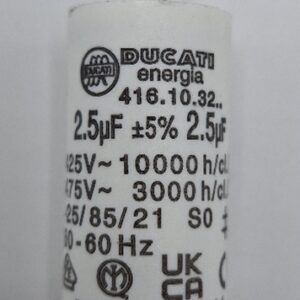 DUCATI
DUCATI
energia
416.10.32..
2.5µF ±5% 2.5µF
425V~ 10000 h/cl.
475V~ 3000 h/cl.
-25/85/21 S0
50-60 Hz
UK
CA